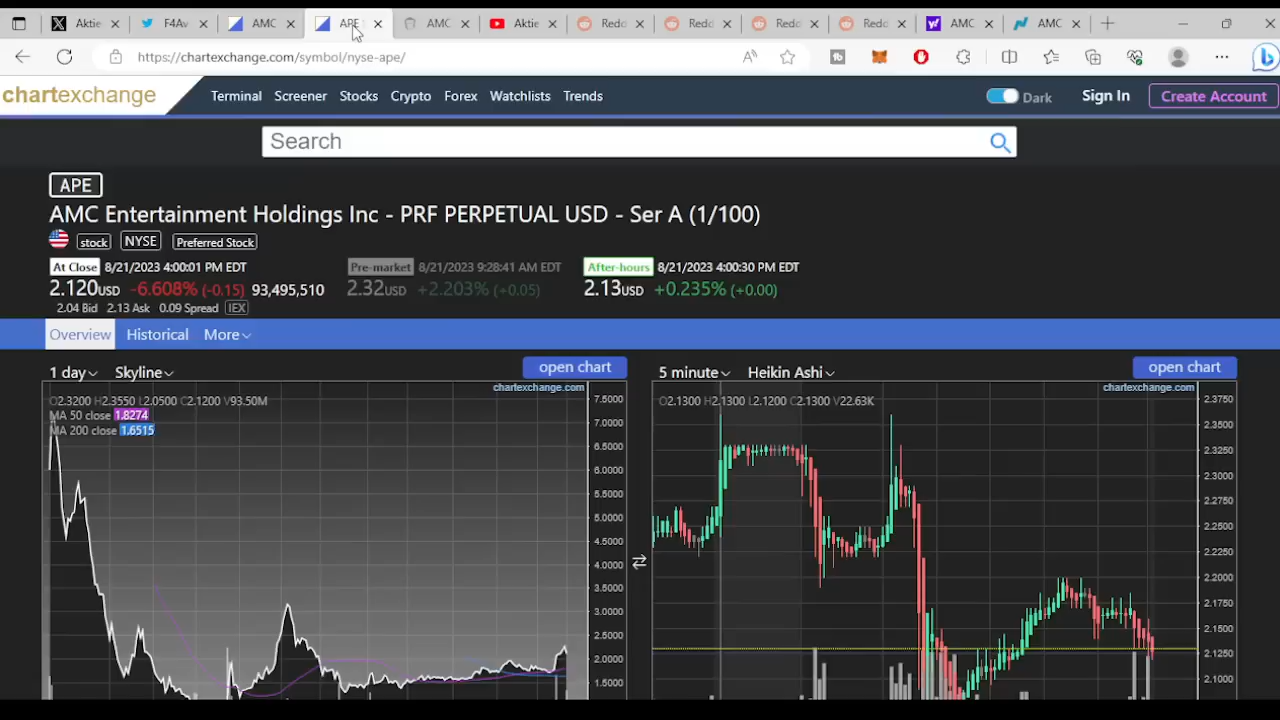 Aktie
F4Av
AMC
APE
AMC
Aktie
Redd
Redd
Redd
Redd
AMC
AMC
https://chartexchange.com/symbol/nyse-ape/
chartexchange
Terminal Screener Stocks Crypto Forex Watchlists Trends
Dark
Sign In
Create Account
Search
APE
AMC Entertainment Holdings Inc - PRF PERPETUAL USD - Ser A (1/100)
stock NYSE Preferred Stock
At Close 8/21/2023 4:00:01 PM EDT
2.120USD -6.608% (-0.15) 93,495,510
2.04 Bid 2.13 Ask 0.09 Spread IEX
Pre-market 8/21/2023 9:28:41 AM EDT
2.32USD +2.203% (+0.05)
After-hours 8/21/2023 4:00:30 PM EDT
2.13USD +0.235% (+0.00)
Overview Historical More
1 day Skyline
open chart
chartexchange.com
O2.3200 H2.3550 L2.0500 C2.1200 V93.50M
MA 50 close 1.8274
MA 200 close 1.6515
7.5000
7.0000
6.5000
6.0000
5.5000
5.0000
4.5000
4.0000
3.5000
3.0000
2.5000
2.0000
1.5000
5 minute Heikin Ashi
open chart
chartexchange.com
O2.1300 H2.1300 L2.1200 C2.1300 V22.63K
2.3750
2.3500
2.3250
2.3000
2.2750
2.2500
2.2250
2.2000
2.1750
2.1500
2.1250
2.1000